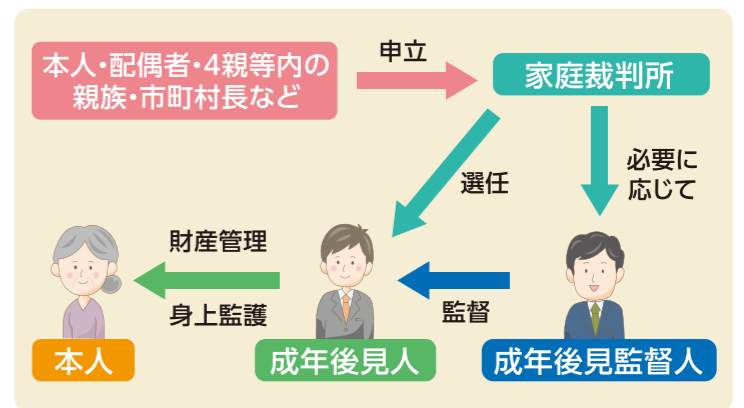 本人・配偶者・4親等内の
親族・市町村長など
申立
家庭裁判所
選任
必要に
応じて
財産管理
身上監護
監督
本人
成年後見人
成年後見監督人